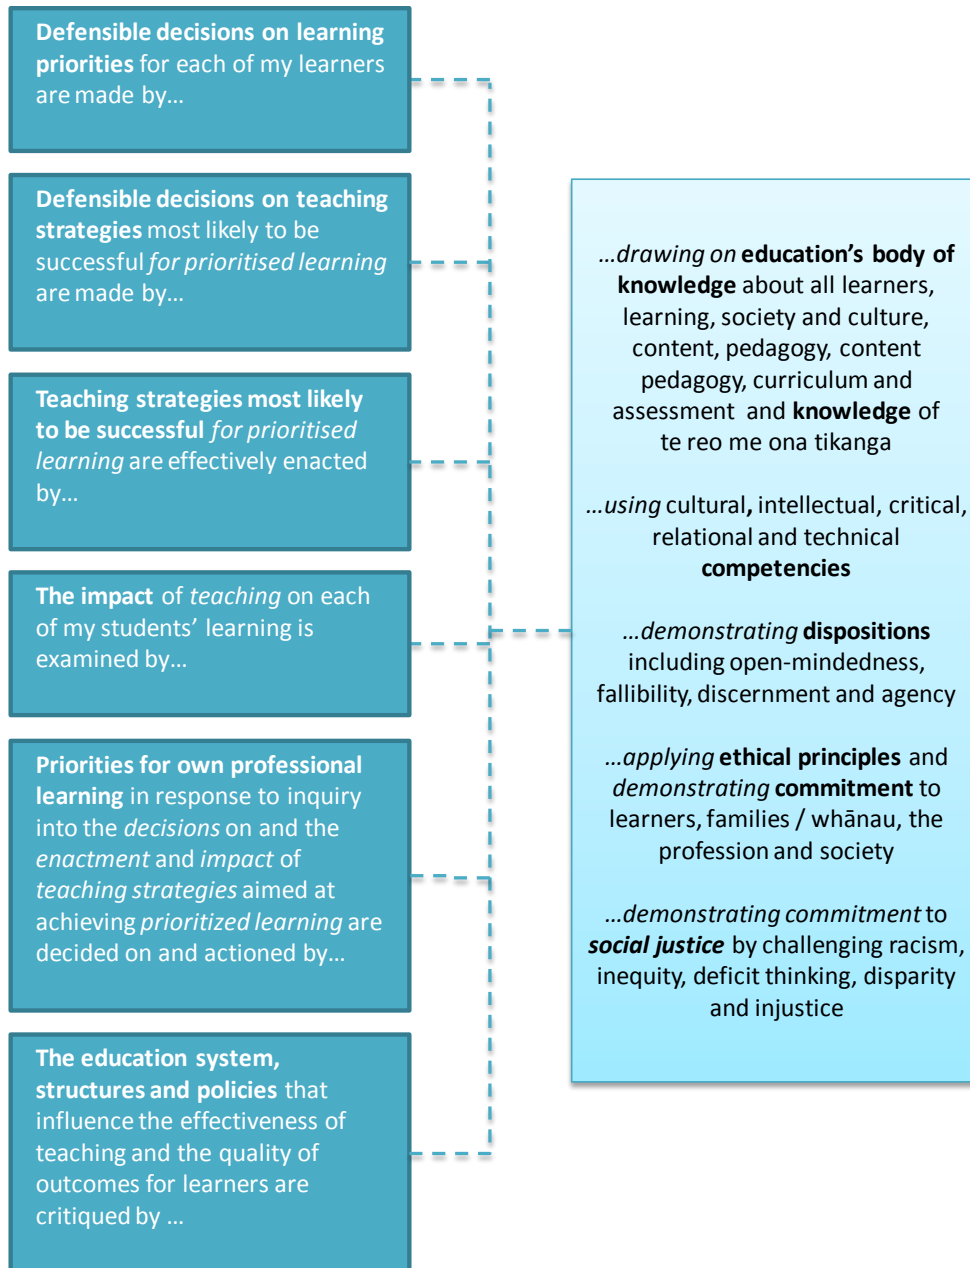 Defensible decisions on learning
priorities for each of my learners
are made by...
Defensible decisions on teaching
strategies most likely to be
successful for prioritised learning
are made by...
Teaching strategies most likely
to be successful for prioritised
learning are effectively enacted
by...
The impact of teaching on each
of my students’ learning is
examined by...
Priorities for own professional
learning in response to inquiry
into the decisions on and the
enactment and impact of
teaching strategies aimed at
achieving prioritized learning are
decided on and actioned by...
The education system,
structures and policies that
influence the effectiveness of
teaching and the quality of
outcomes for learners are
critiqued by ...
...drawing on education’s body of
knowledge about all learners,
learning, society and culture,
content, pedagogy, content
pedagogy, curriculum and
assessment and knowledge of
te reo me ona tikanga
...using cultural, intellectual, critical,
relational and technical
competencies
...demonstrating dispositions
including open-mindedness,
fallibility, discernment and agency
...applying ethical principles and
demonstrating commitment to
learners, families / whānau, the
profession and society
...demonstrating commitment to
social justice by challenging racism,
inequity, deficit thinking, disparity
and injustice